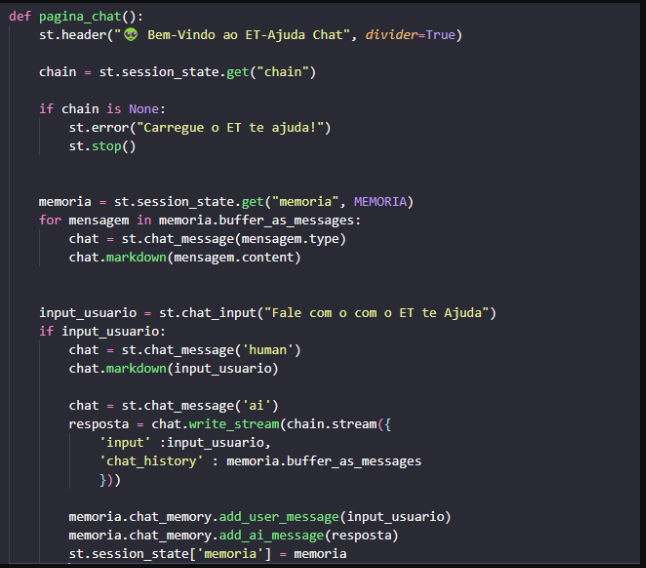 def pagina_chat():
    st.header("👽 Bem-Vindo ao ET-Ajuda Chat", divider=True)
    chain = st.session_state.get("chain")
    if chain is None:
        st.error("Carregue o ET te ajuda!")
        st.stop()
    memoria = st.session_state.get("memoria", MEMORIA)
    for mensagem in memoria.buffer_as_messages:
        chat = st.chat_message(mensagem.type)
        chat.markdown(mensagem.content)
    input_usuario = st.chat_input("Fale com o com o ET te Ajuda")
    if input_usuario:
        chat = st.chat_message('human')
        chat.markdown(input_usuario)
        chat = st.chat_message('ai')
        resposta = chat.write_stream(chain.stream({
            'input' :input_usuario,
            'chat_history' : memoria.buffer_as_messages
            }))
        memoria.chat_memory.add_user_message(input_usuario)
        memoria.chat_memory.add_ai_message(resposta)
        st.session_state['memoria'] = memoria